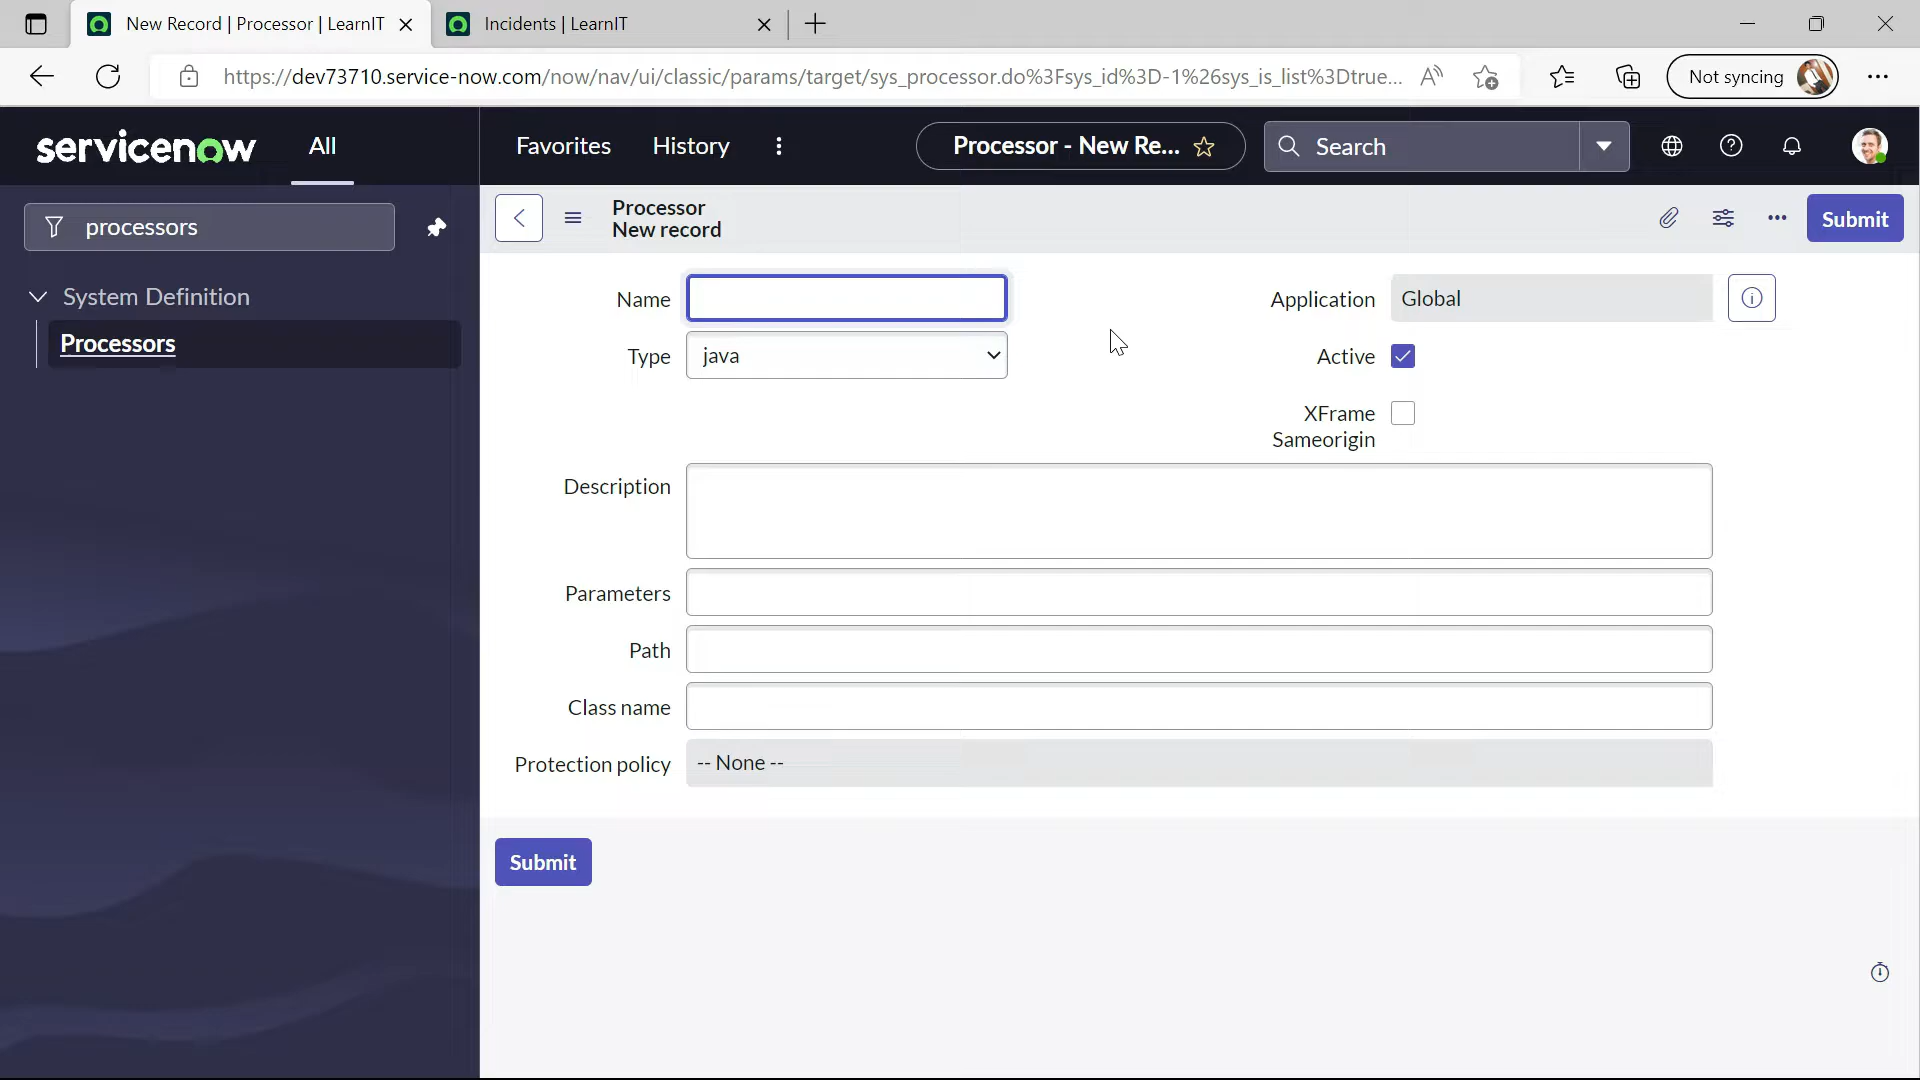 New Record | Processor | LearnIT
Incidents | LearnIT
https://dev73710.service-now.com/now/nav/ui/classic/params/target/sys_processor.do%3Fsys_id%3D-1%26sys_is_list%3Dtrue...
Not syncing
servicenow
All
Favorites
History
Processor - New Re...
Search
processors
System Definition
Processors
Processor
New record
Submit
Name
Application
Global
Type
java
Active
XFrame
Sameorigin
Description
Parameters
Path
Class name
Protection policy
-- None --
Submit